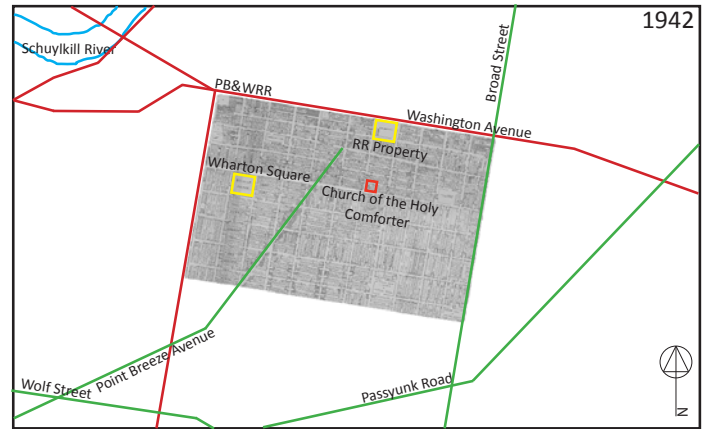 1942
Schuylkill River
Broad Street
PB&WRR
Washington Avenue
RR Property
Wharton Square
Church of the Holy
Comforter
Point Breeze Avenue
Wolf Street
Passyunk Road
N